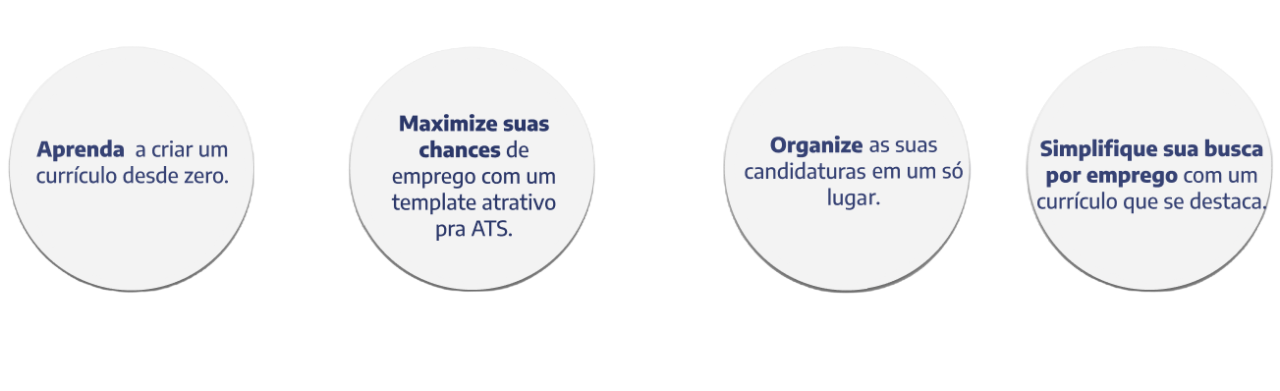 Aprenda a criar um
currículo desde zero.
Maximize suas
chances de
emprego com um
template atrativo
pra ATS.
Organize as suas
candidaturas em um só
lugar.
Simplifique sua busca
por emprego com um
currículo que se destaca.